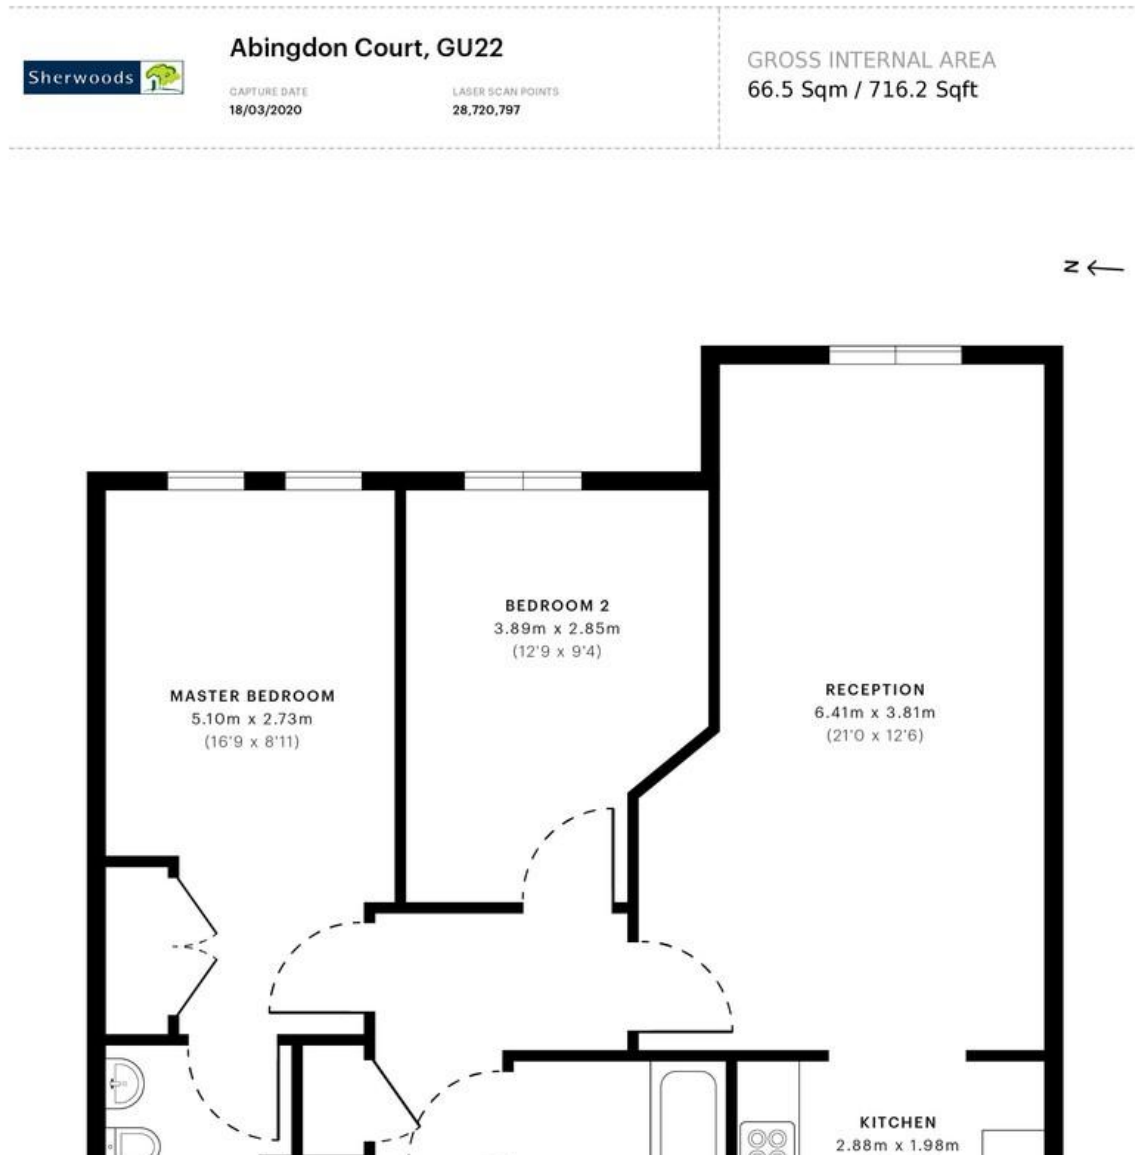 Sherwoods
Abingdon Court, GU22
CAPTURE DATE
18/03/2020
LASER SCAN POINTS
28,720,797
GROSS INTERNAL AREA
66.5 Sqm / 716.2 Sqft
N
BEDROOM 2
3.89m x 2.85m
(12'9 x 9'4)
MASTER BEDROOM
5.10m x 2.73m
(16'9 x 8'11)
RECEPTION
6.41m x 3.81m
(21'0 x 12'6)
KITCHEN
2.88m x 1.98m